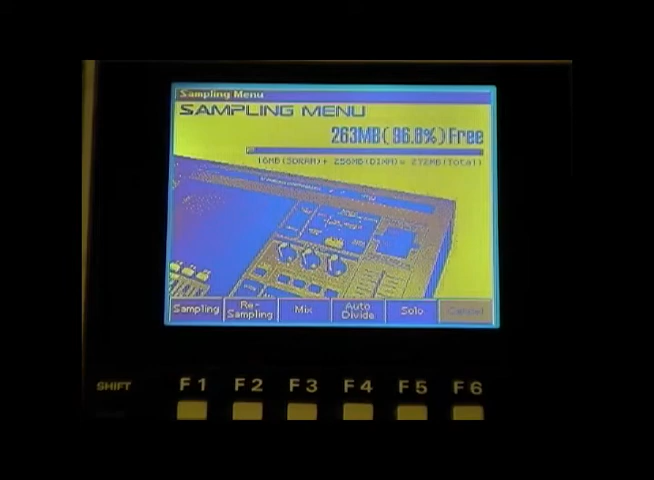 Sampling Menu
SAMPLING MENU
263MB(96.8%)Free
16MB(SDRAM)+ 256MB(DIMM)= 272MB(Total)
Sampling
Re-
Sampling
Mix
Auto
Divide
Solo
Cancel
SHIFT F1 F2 F3 F4 F5 F6